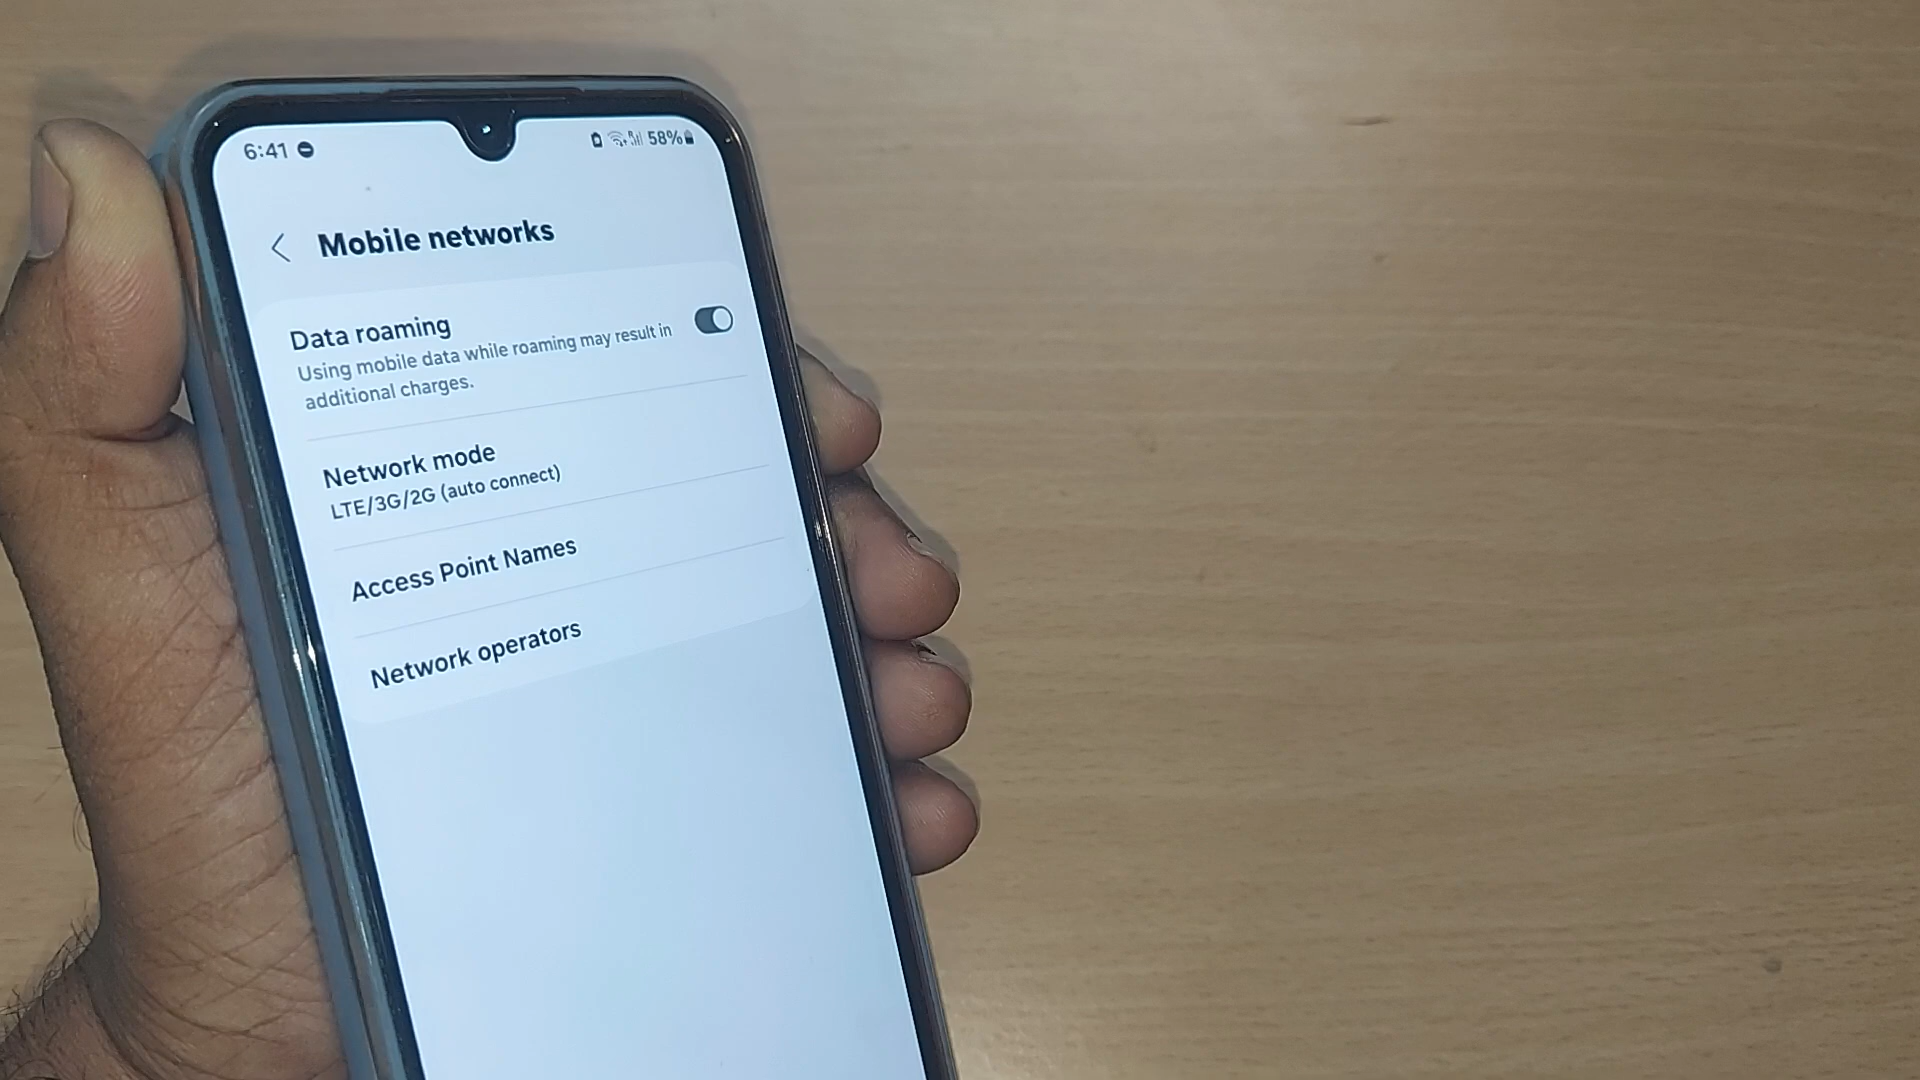 6:41
58%
Mobile networks
Data roaming
Using mobile data while roaming may result in
additional charges.
Network mode
LTE/3G/2G (auto connect)
Access Point Names
Network operators